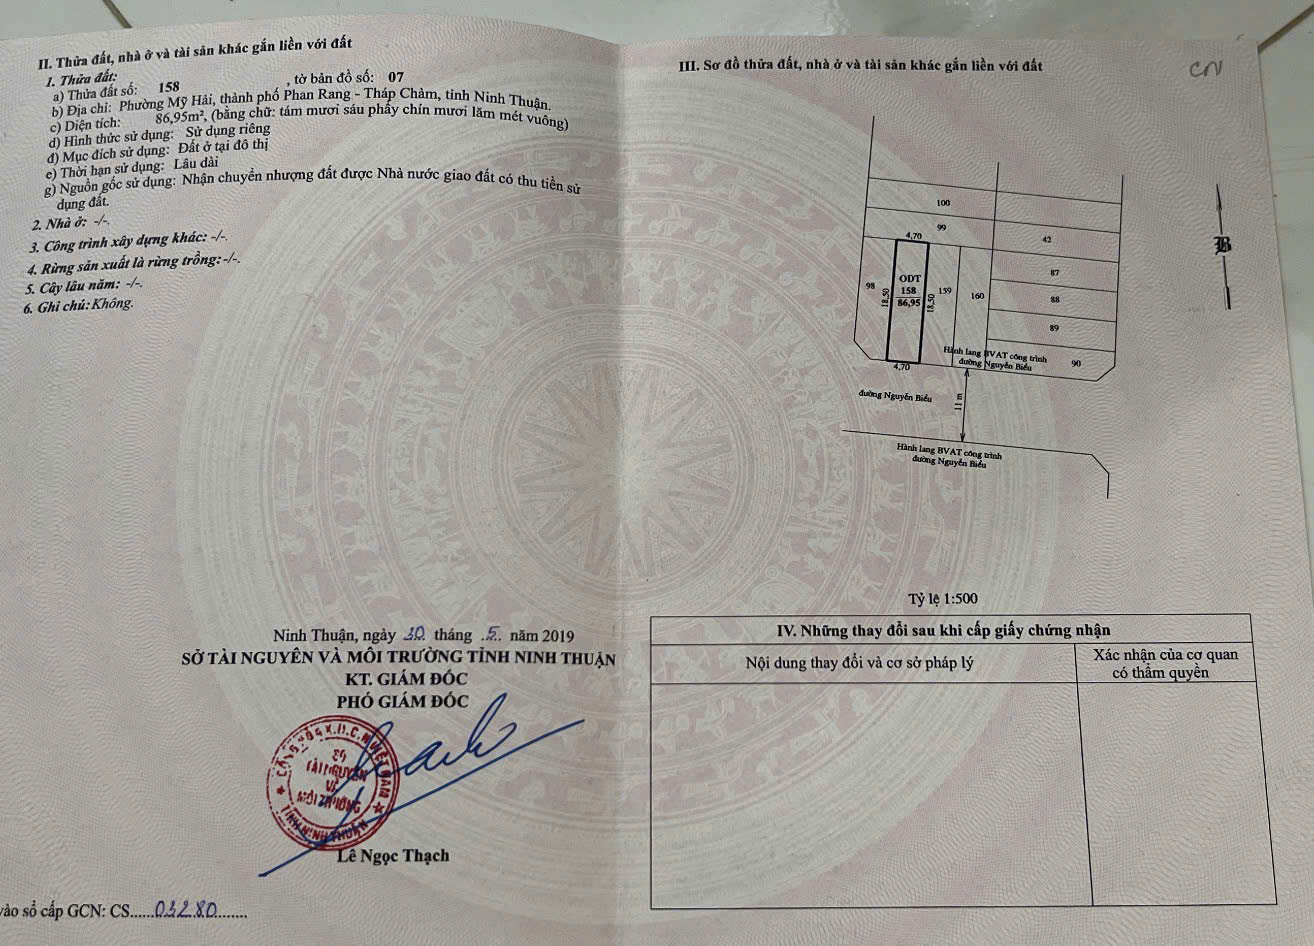 II. Thửa đất, nhà ở và tài sản khác gắn liền với đất
1. Thửa đất:
a) Thửa đất số: 158 , tờ bản đồ số: 07
b) Địa chỉ: Phường Mỹ Hải, thành phố Phan Rang - Tháp Chàm, tỉnh Ninh Thuận.
c) Diện tích: 86,95m², (bằng chữ: tám mươi sáu phẩy chín mươi lăm mét vuông)
d) Hình thức sử dụng: Sử dụng riêng
đ) Mục đích sử dụng: Đất ở tại đô thị
e) Thời hạn sử dụng: Lâu dài
g) Nguồn gốc sử dụng: Nhận chuyển nhượng đất được Nhà nước giao đất có thu tiền sử
dụng đất.
2. Nhà ở: -/-.
3. Công trình xây dựng khác: -/-.
4. Rừng sản xuất là rừng trồng: -/-.
5. Cây lâu năm: -/-.
6. Ghi chú: Không.
Ninh Thuận, ngày 30 tháng .5.. năm 2019
SỞ TÀI NGUYÊN VÀ MÔI TRƯỜNG TỈNH NINH THUẬN
KT. GIÁM ĐỐC
PHÓ GIÁM ĐỐC
SỞ
TÀI NGUYÊN
VÀ
MÔI TRƯỜNG
TỈNH NINH THUẬN
Lê Ngọc Thạch
vào sổ cấp GCN: CS......03280........
III. Sơ đồ thửa đất, nhà ở và tài sản khác gắn liền với đất
CN
100
99
4,70
42
98
18,50
ODT
158
86,95
18,50
159
160
87
88
89
90
B
Hành lang BVAT công trình
đường Nguyễn Biểu
4,70
đường Nguyễn Biểu
11 m
Hành lang BVAT công trình
đường Nguyễn Biểu
Tỷ lệ 1:500
IV. Những thay đổi sau khi cấp giấy chứng nhận
Nội dung thay đổi và cơ sở pháp lý
Xác nhận của cơ quan
có thẩm quyền